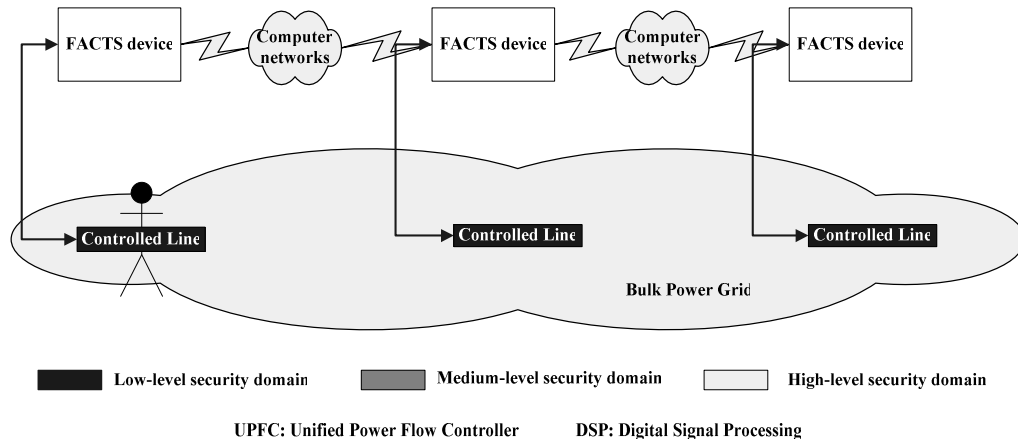 FACTS device
Computer
networks
FACTS device
Computer
networks
FACTS device
Controlled Line
Controlled Line
Controlled Line
Bulk Power Grid
Low-level security domain
Medium-level security domain
High-level security domain
UPFC: Unified Power Flow Controller
DSP: Digital Signal Processing